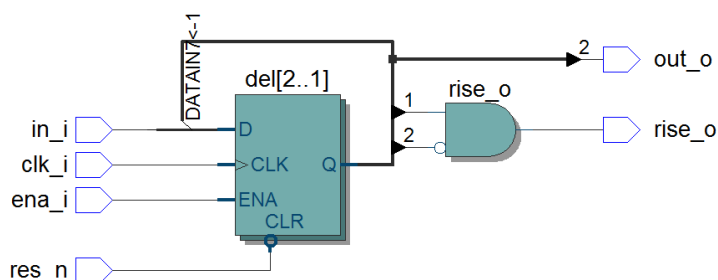 DATAIN7<-1
2
out_o
del[2..1]
rise_o
1
in_i
D
2
rise_o
clk_i
CLK
Q
ena_i
ENA
CLR
res_n